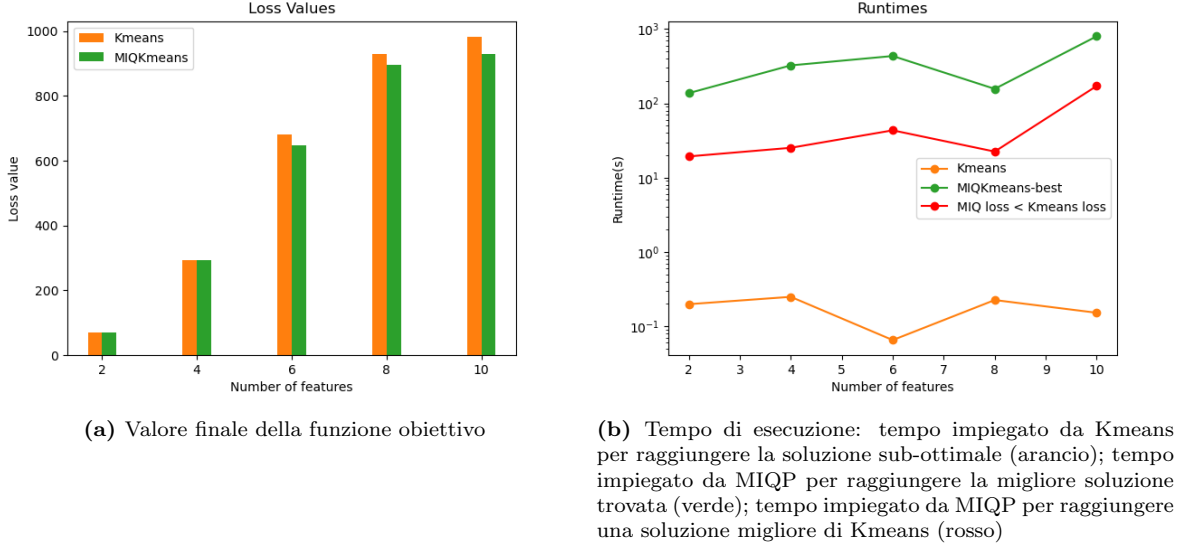 Loss Values
Kmeans
MIQKmeans
1000
800
600
400
200
0
Loss value
2 4 6 8 10
Number of features
(a) Valore finale della funzione obiettivo
Runtimes
10^3
10^2
10^1
10^0
10^-1
Runtime(s)
Kmeans
MIQKmeans-best
MIQ loss < Kmeans loss
2 3 4 5 6 7 8 9 10
Number of features
(b) Tempo di esecuzione: tempo impiegato da Kmeans
per raggiungere la soluzione sub-ottimale (arancio); tempo
impiegato da MIQP per raggiungere la migliore soluzione
trovata (verde); tempo impiegato da MIQP per raggiungere
una soluzione migliore di Kmeans (rosso)